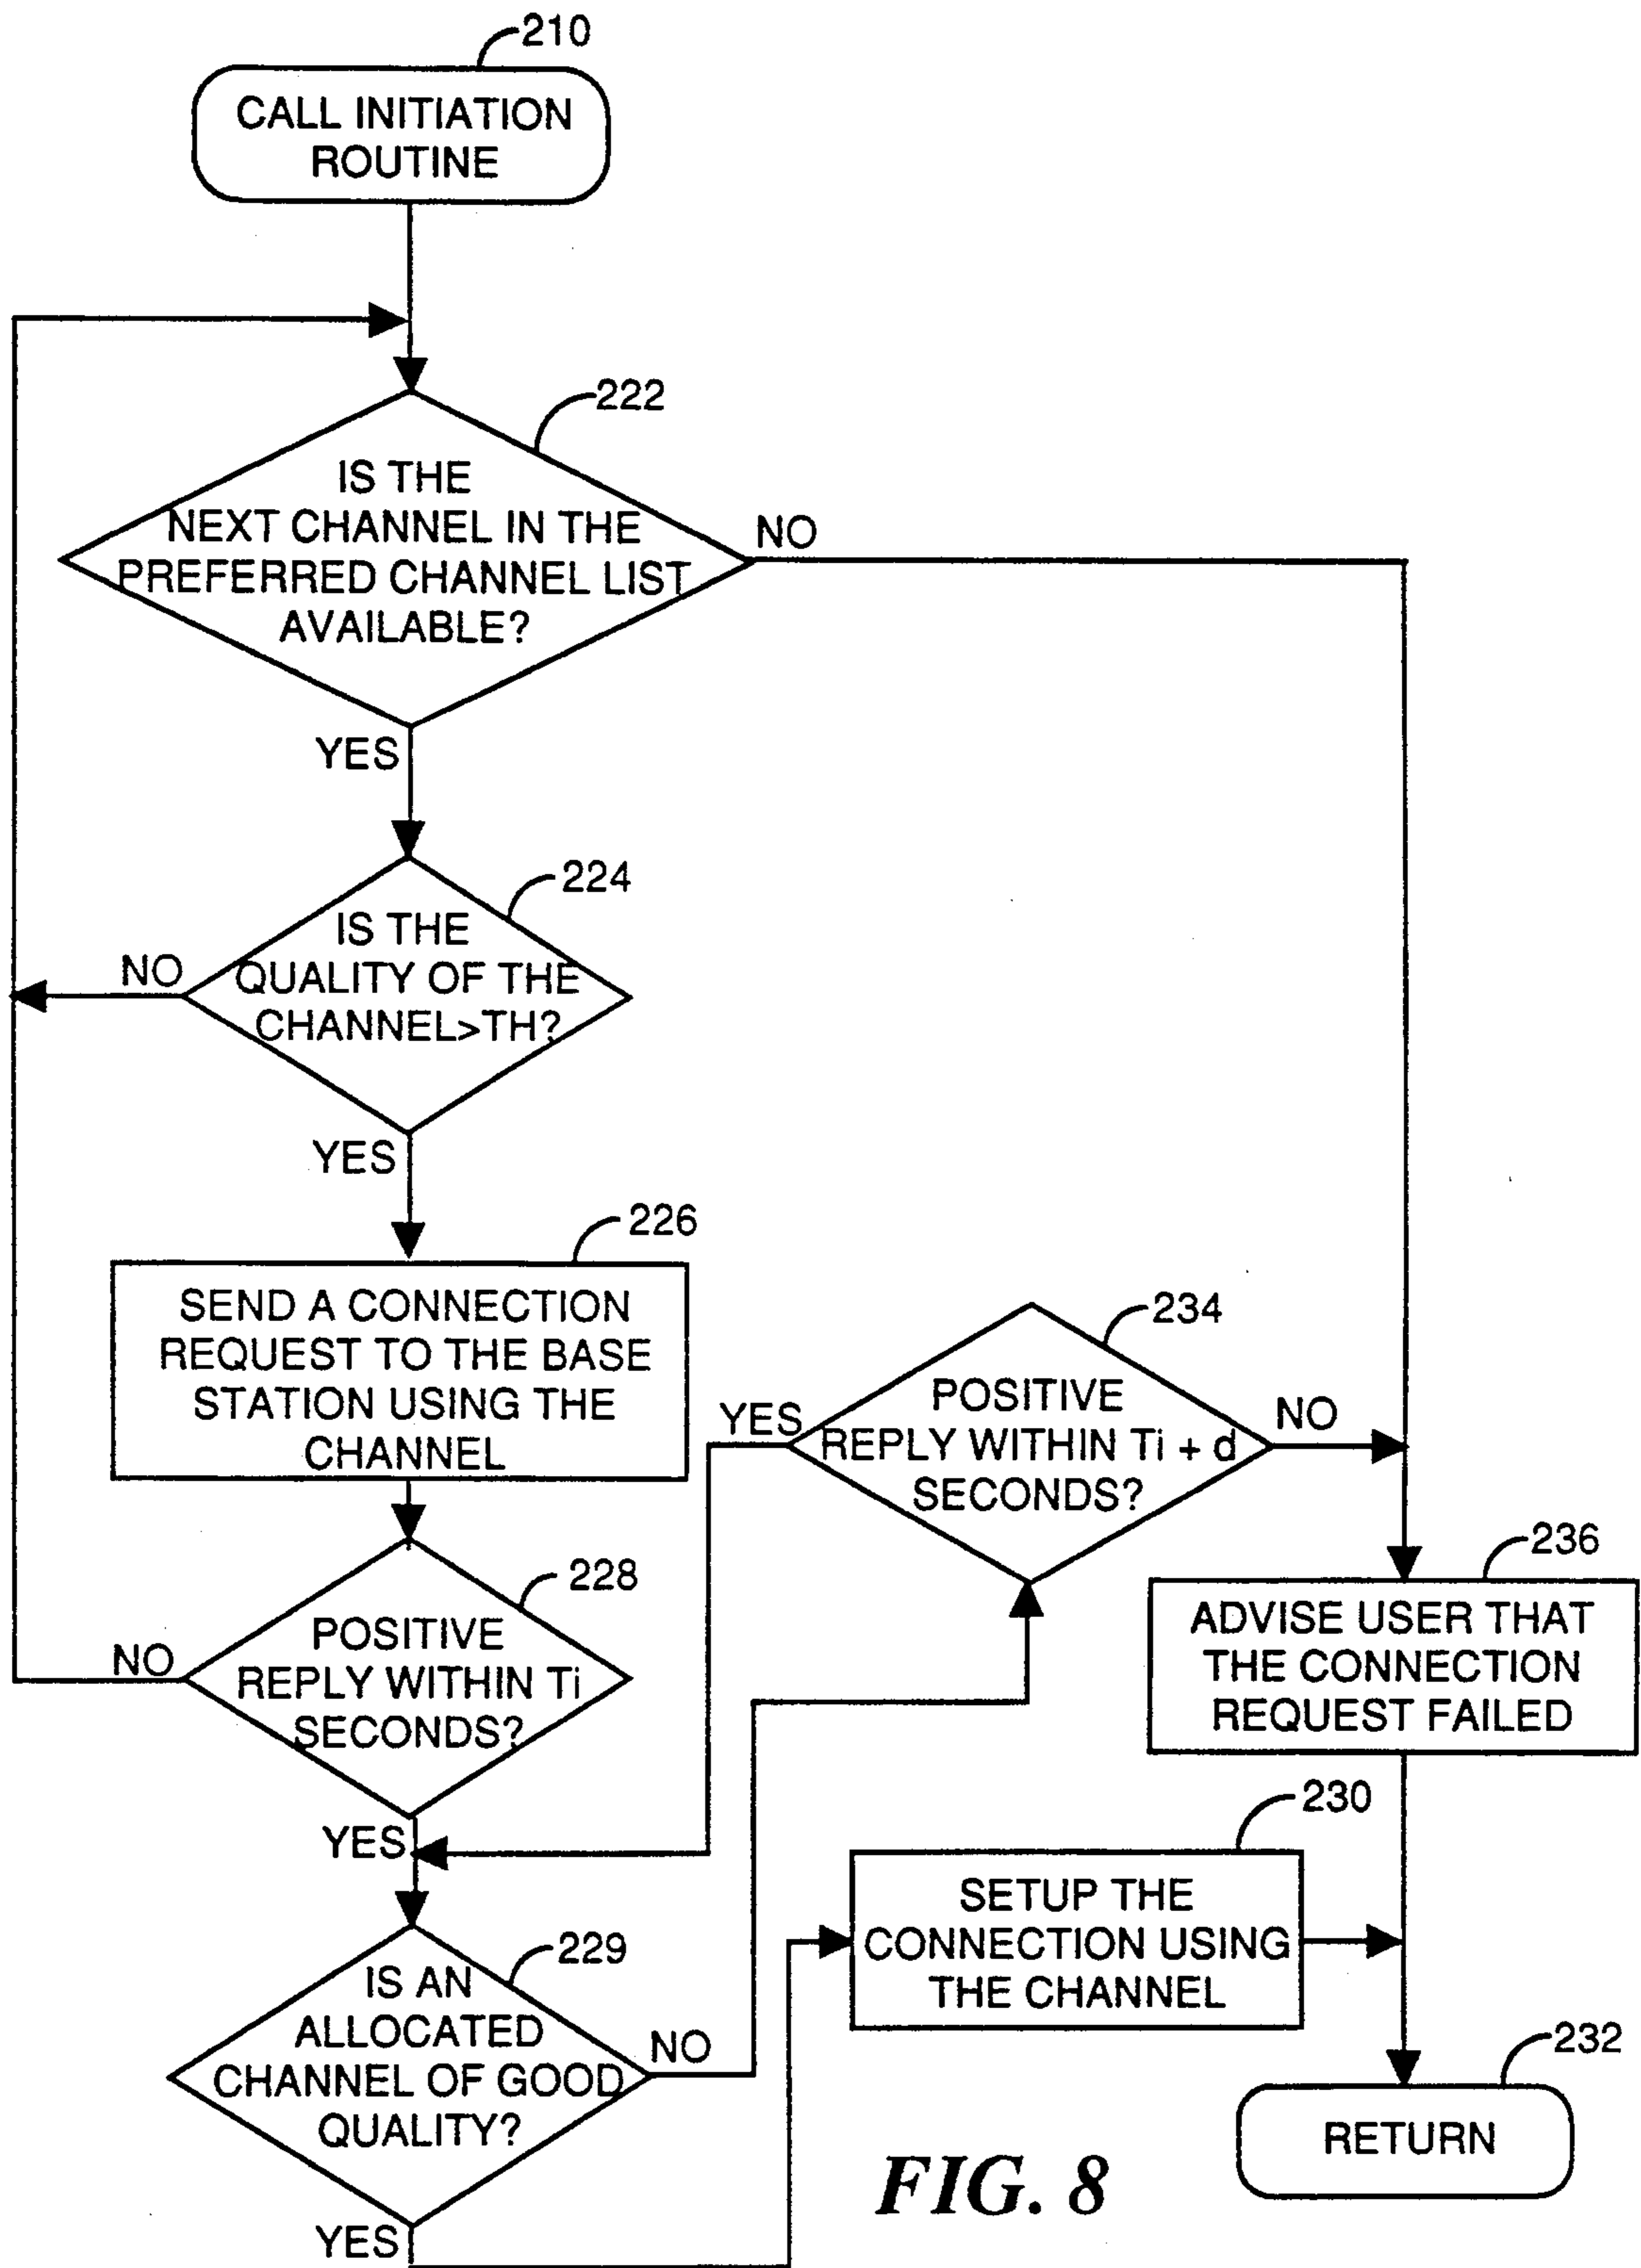 210
CALL INITIATION
ROUTINE
222
IS THE
NEXT CHANNEL IN THE
PREFERRED CHANNEL LIST
AVAILABLE?
NO
YES
224
IS THE
QUALITY OF THE
CHANNEL>TH?
NO
YES
226
SEND A CONNECTION
REQUEST TO THE BASE
STATION USING THE
CHANNEL
234
POSITIVE
REPLY WITHIN Ti + d
SECONDS?
YES
NO
228
POSITIVE
REPLY WITHIN Ti
SECONDS?
NO
YES
236
ADVISE USER THAT
THE CONNECTION
REQUEST FAILED
230
SETUP THE
CONNECTION USING
THE CHANNEL
229
IS AN
ALLOCATED
CHANNEL OF GOOD
QUALITY?
NO
YES
232
RETURN
FIG. 8